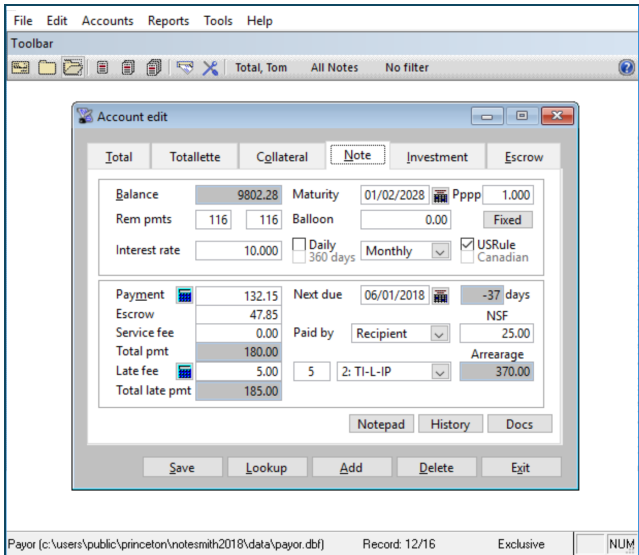 File Edit Accounts Reports Tools Help
Toolbar
Total, Tom All Notes No filter
Account edit
Total Totallette Collateral Note Investment Escrow
Balance 9802.28 Maturity 01/02/2028 Pppp 1.000
Rem pmts 116 116 Balloon 0.00 Fixed
Interest rate 10.000 Daily 360 days Monthly USRule Canadian
Payment 132.15 Next due 06/01/2018 -37 days
Escrow 47.85 NSF
Service fee 0.00 Paid by Recipient 25.00
Total pmt 180.00 Arrearage
Late fee 5.00 5 2: TI-L-IP 370.00
Total late pmt 185.00
Notepad History Docs
Save Lookup Add Delete Exit
Payor (c:\users\public\princeton\notesmith2018\data\payor.dbf) Record: 12/16 Exclusive NUM